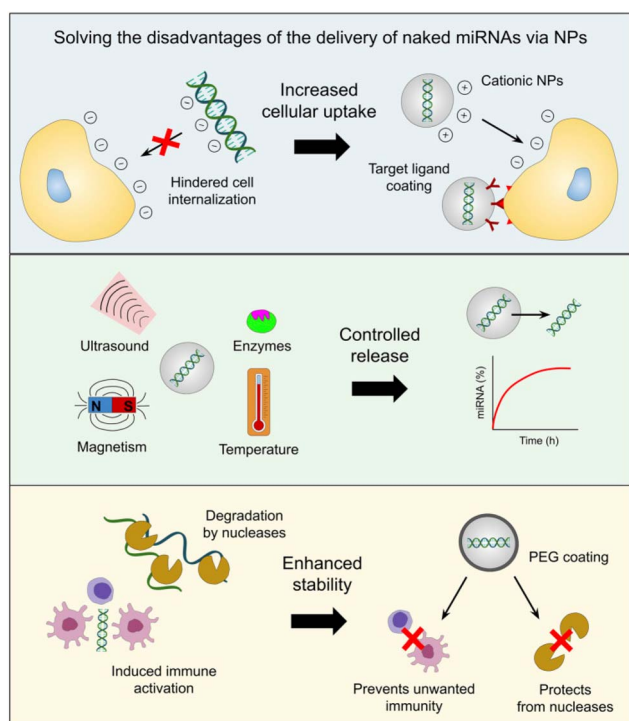 Solving the disadvantages of the delivery of naked miRNAs via NPs
Increased
cellular uptake
Cationic NPs
Hindered cell
internalization
Target ligand
coating
Ultrasound
Enzymes
N S
Magnetism
Temperature
Controlled
release
miRNA (%)
Time (h)
Degradation
by nucleases
Induced immune
activation
Enhanced
stability
PEG coating
Prevents unwanted
immunity
Protects
from nucleases